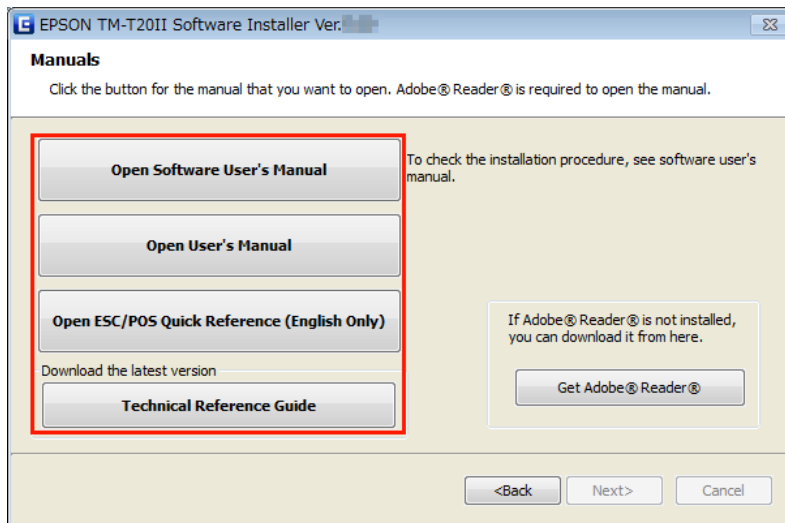 EPSON TM-T20II Software Installer Ver.
Manuals
Click the button for the manual that you want to open. Adobe® Reader® is required to open the manual.
Open Software User's Manual
To check the installation procedure, see software user's
manual.
Open User's Manual
Open ESC/POS Quick Reference (English Only)
If Adobe® Reader® is not installed,
you can download it from here.
Download the latest version
Get Adobe® Reader®
Technical Reference Guide
<Back
Next>
Cancel